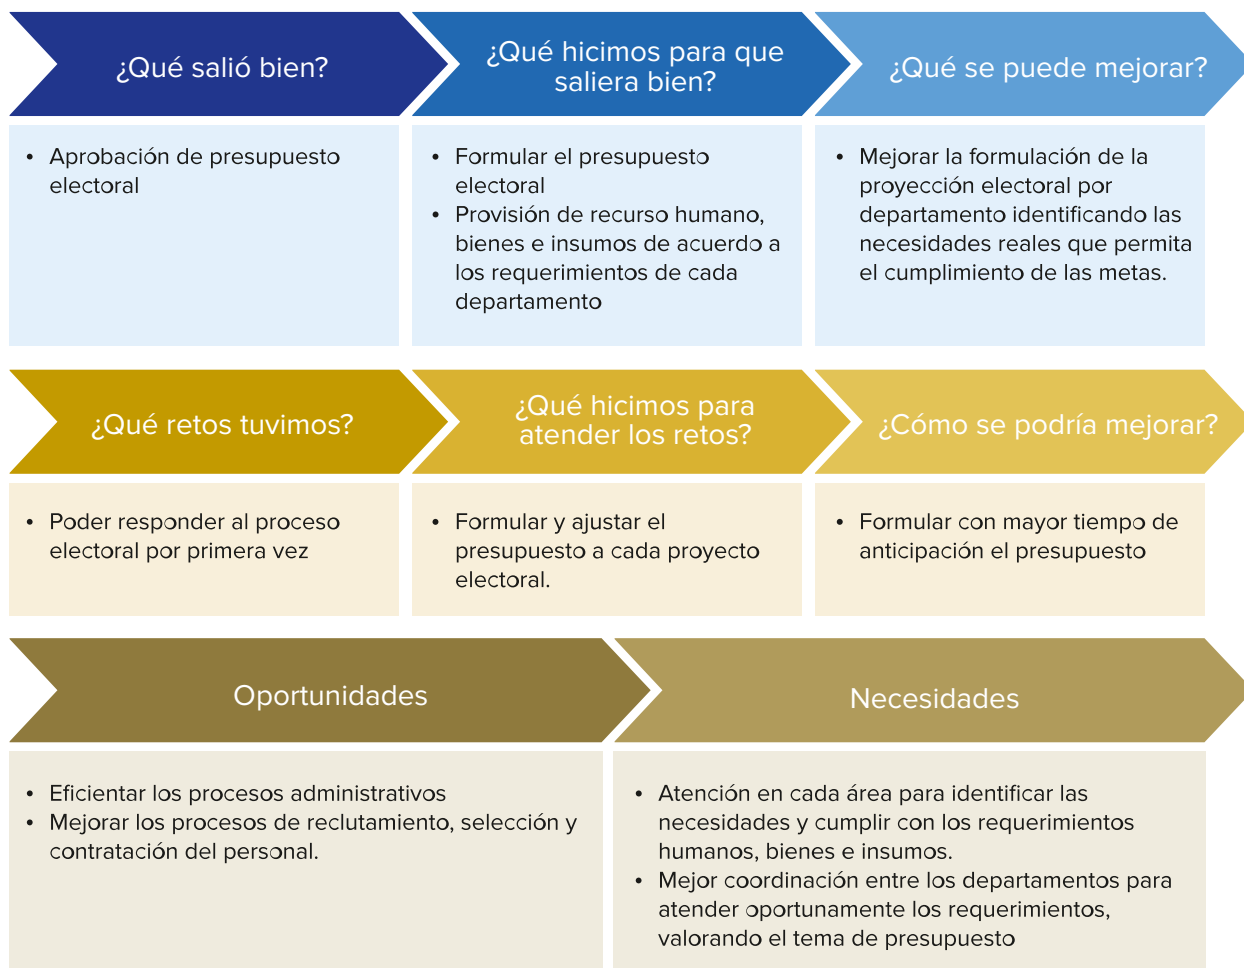 ¿Qué salió bien?
¿Qué hicimos para que
saliera bien?
¿Qué se puede mejorar?
• Aprobación de presupuesto
electoral
• Formular el presupuesto
electoral
• Provisión de recurso humano,
bienes e insumos de acuerdo a
los requerimientos de cada
departamento
• Mejorar la formulación de la
proyección electoral por
departamento identificando las
necesidades reales que permita
el cumplimiento de las metas.
¿Qué retos tuvimos?
¿Qué hicimos para
atender los retos?
¿Cómo se podría mejorar?
• Poder responder al proceso
electoral por primera vez
• Formular y ajustar el
presupuesto a cada proyecto
electoral.
• Formular con mayor tiempo de
anticipación el presupuesto
Oportunidades
Necesidades
• Eficientar los procesos administrativos
• Mejorar los procesos de reclutamiento, selección y
contratación del personal.
• Atención en cada área para identificar las
necesidades y cumplir con los requerimientos
humanos, bienes e insumos.
• Mejor coordinación entre los departamentos para
atender oportunamente los requerimientos,
valorando el tema de presupuesto